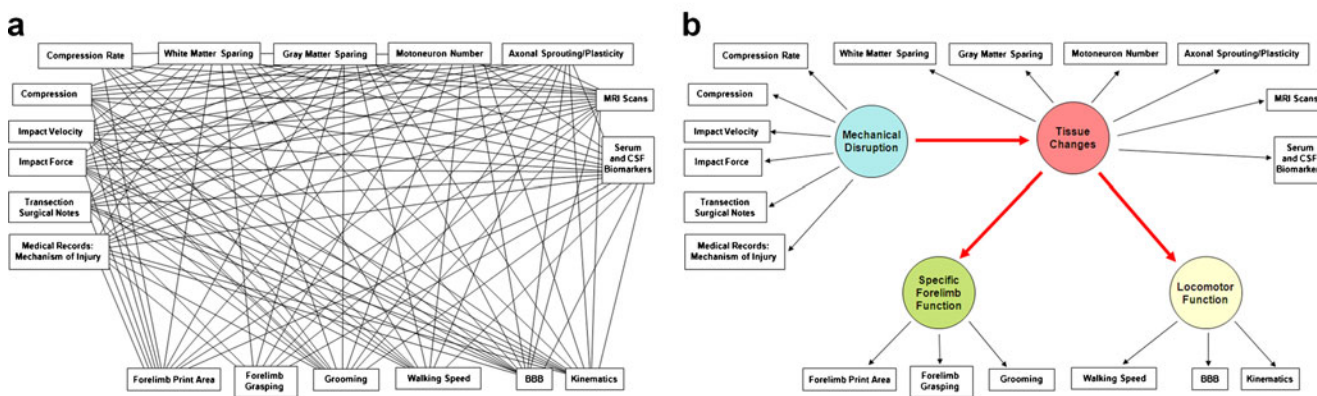 a
Compression Rate
White Matter Sparing
Gray Matter Sparing
Motoneuron Number
Axonal Sprouting/Plasticity
Compression
MRI Scans
Impact Velocity
Impact Force
Serum
and CSF
Biomarkers
Transection
Surgical Notes
Medical Records:
Mechanism of Injury
Forelimb Print Area
Forelimb
Grasping
Grooming
Walking Speed
BBB
Kinematics
b
Compression Rate
White Matter Sparing
Gray Matter Sparing
Motoneuron Number
Axonal Sprouting/Plasticity
Compression
MRI Scans
Impact Velocity
Mechanical
Disruption
Tissue
Changes
Impact Force
Serum
and CSF
Biomarkers
Transection
Surgical Notes
Medical Records:
Mechanism of Injury
Specific
Forelimb
Function
Locomotor
Function
Forelimb Print Area
Forelimb
Grasping
Grooming
Walking Speed
BBB
Kinematics